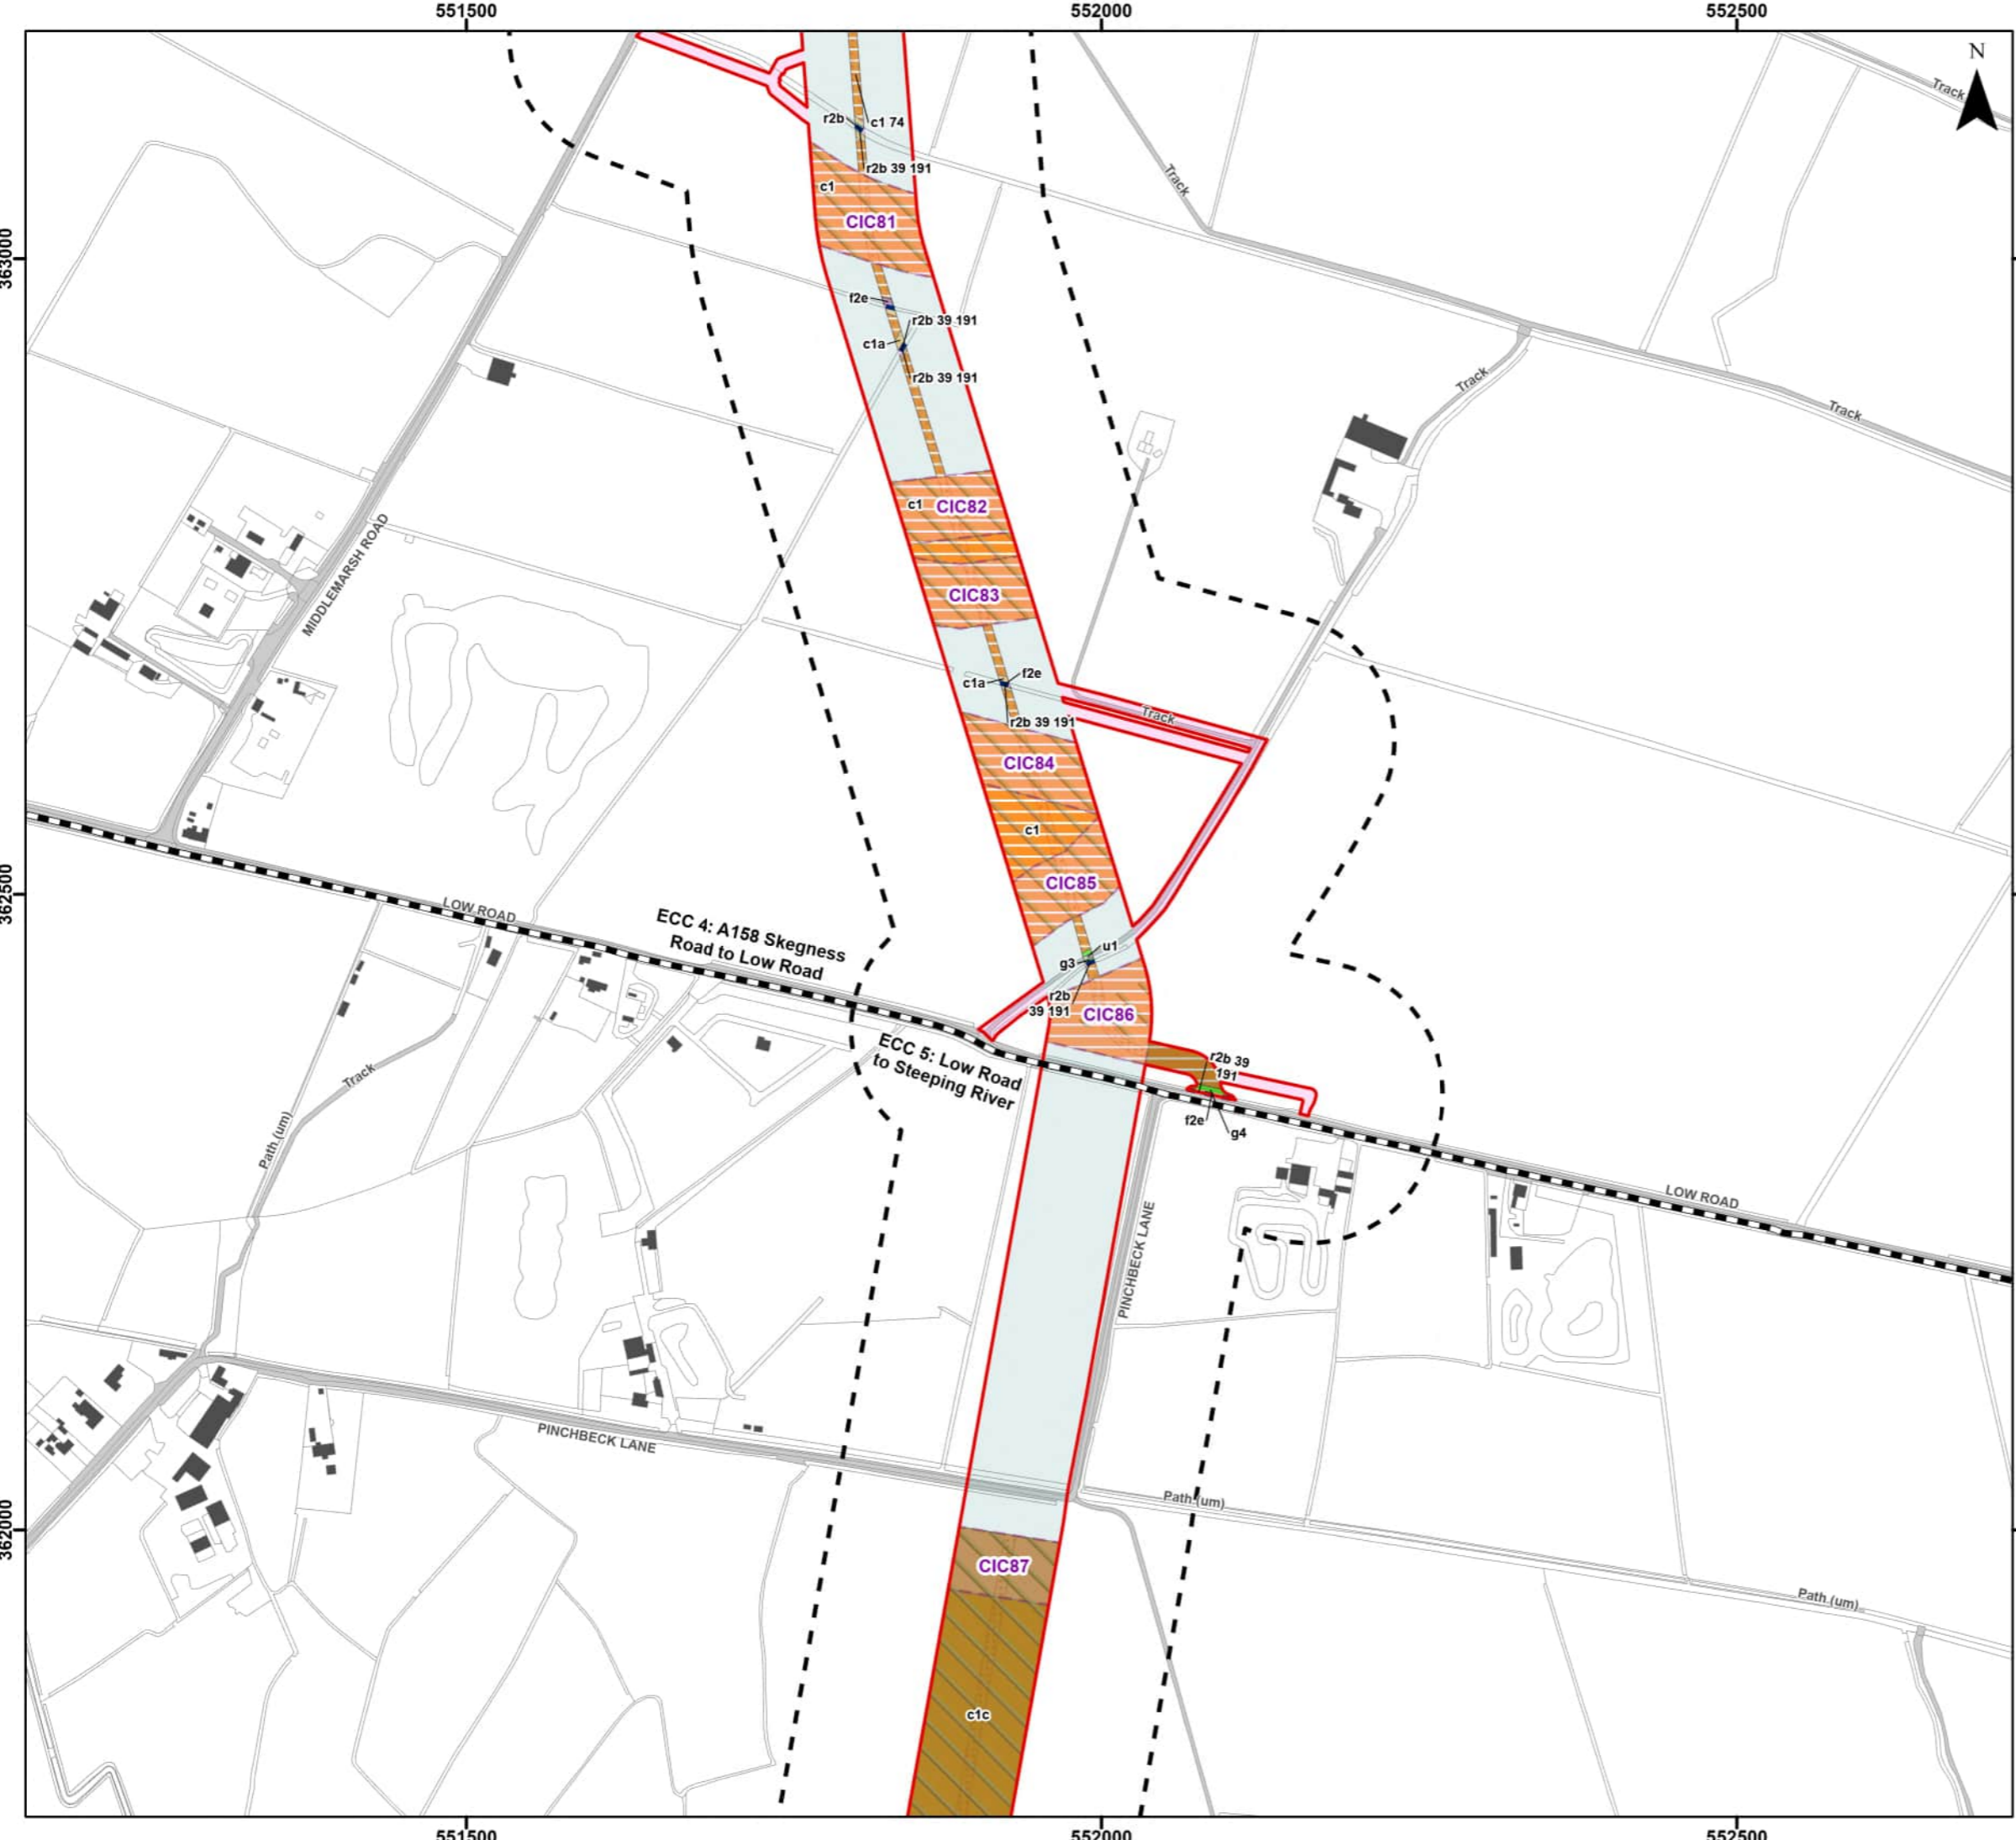 551500
552000
552500
N
Track
r2b
c1 74
r2b 39 191
c1
Track
CIC81
363000
f2e
r2b 39 191
c1a
r2b 39 191
Track
Track
c1
CIC82
MIDDLEMARSH ROAD
CIC83
c1a
f2e
r2b 39 191
Track
CIC84
c1
CIC85
362500
LOW ROAD
ECC 4: A158 Skegness
Road to Low Road
u1
g3
r2b
39 191
CIC86
ECC 5: Low Road
to Steeping River
r2b 39
191
f2e
g4
Track
Path (um)
LOW ROAD
PINCHBECK LANE
PINCHBECK LANE
Path (um)
362000
CIC87
Path (um)
c1c
551500
552000
552500